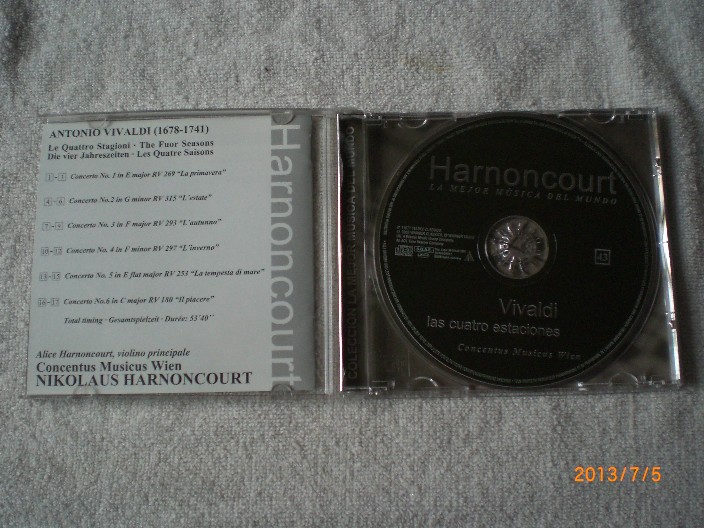 ANTONIO VIVALDI (1678-1741)
Le Quattro Stagioni · The Fuor Seasons
Die vier Jahreszeiten · Les Quatre Saisons
1 - 3 Concerto No. 1 in E major RV 269 "La primavera"
4 - 6 Concerto No.2 in G minor RV 315 "L'estate"
7 - 9 Concerto No. 3 in F major RV 293 "L'autunno"
10 - 12 Concerto No. 4 in F minor RV 297 "L'inverno"
13 - 15 Concerto No. 5 in E flat major RV 253 "La tempesta di mare"
16 - 17 Concerto No.6 in C major RV 180 "Il piacere"
Total timing · Gesamtspielzeit · Durée: 53'40''
Alice Harnoncourt, violino principale
Concentus Musicus Wien
NIKOLAUS HARNONCOURT
Harnoncourt
COLECCIÓN LA MEJOR MÚSICA DEL MUNDO
Harnoncourt
LA MEJOR MÚSICA DEL MUNDO
43
Vivaldi
las cuatro estaciones
Concentus Musicus Wien
2013/7/5